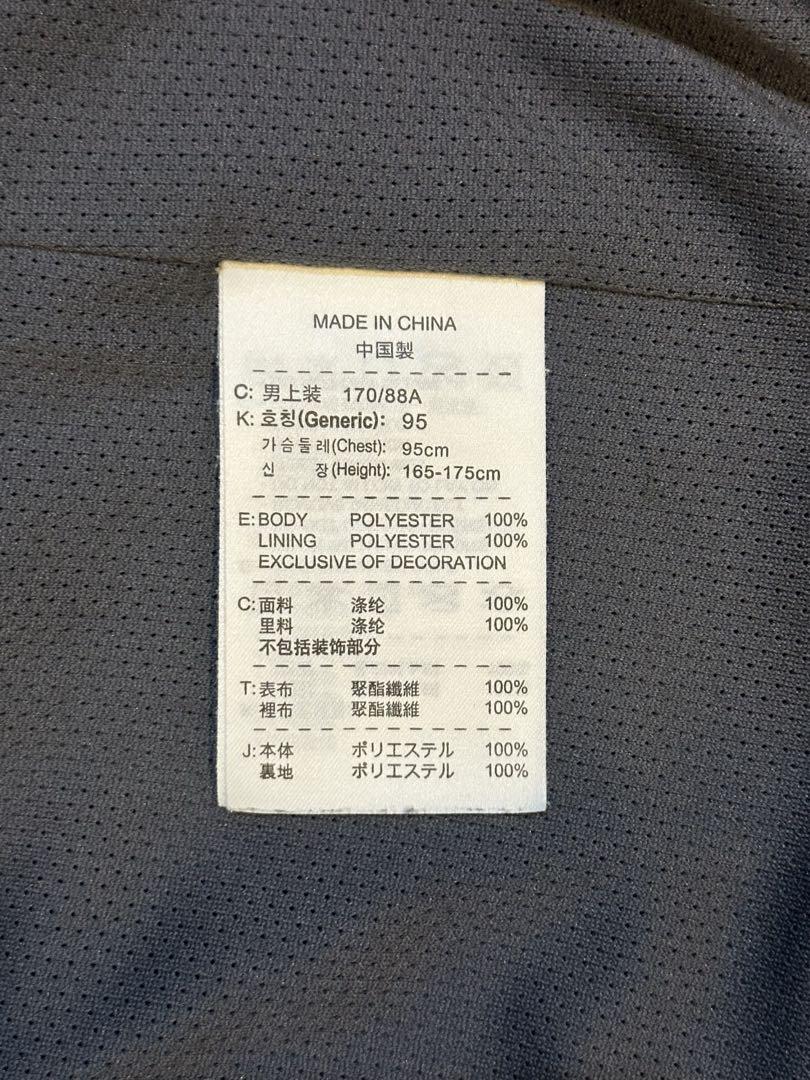 MADE IN CHINA
中国製
C: 男上装 170/88A
K: 호칭(Generic): 95
가슴둘레(Chest): 95cm
신 장(Height): 165-175cm
E: BODY POLYESTER 100%
LINING POLYESTER 100%
EXCLUSIVE OF DECORATION
C: 面料 涤纶 100%
里料 涤纶 100%
不包括装饰部分
T: 表布 聚酯纖維 100%
裡布 聚酯纖維 100%
J: 本体 ポリエステル 100%
裏地 ポリエステル 100%